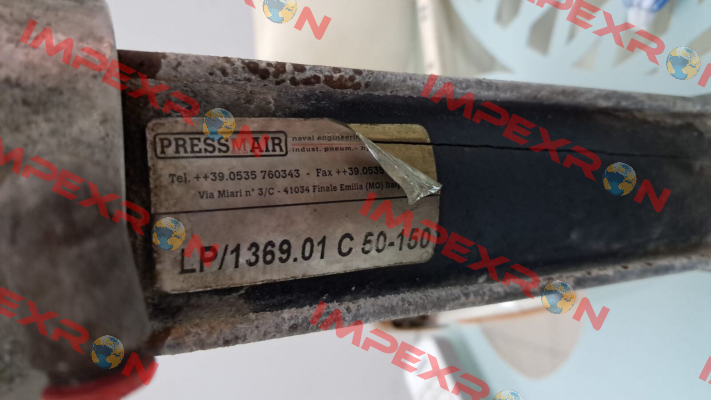 PRESSMAIR
naval engineering
indust. pneum.-
Tel. ++39.0535 760343 - Fax ++39.0535
Via Miari n° 3/C - 41034 Finale Emilia (MO) Italy
LP/1369.01 C 50-150
IMPEXRON
IMPEXRON
IMPEXRON
IMPEXRON
IMPEXRON
IMPEXRON
IMPEXRON